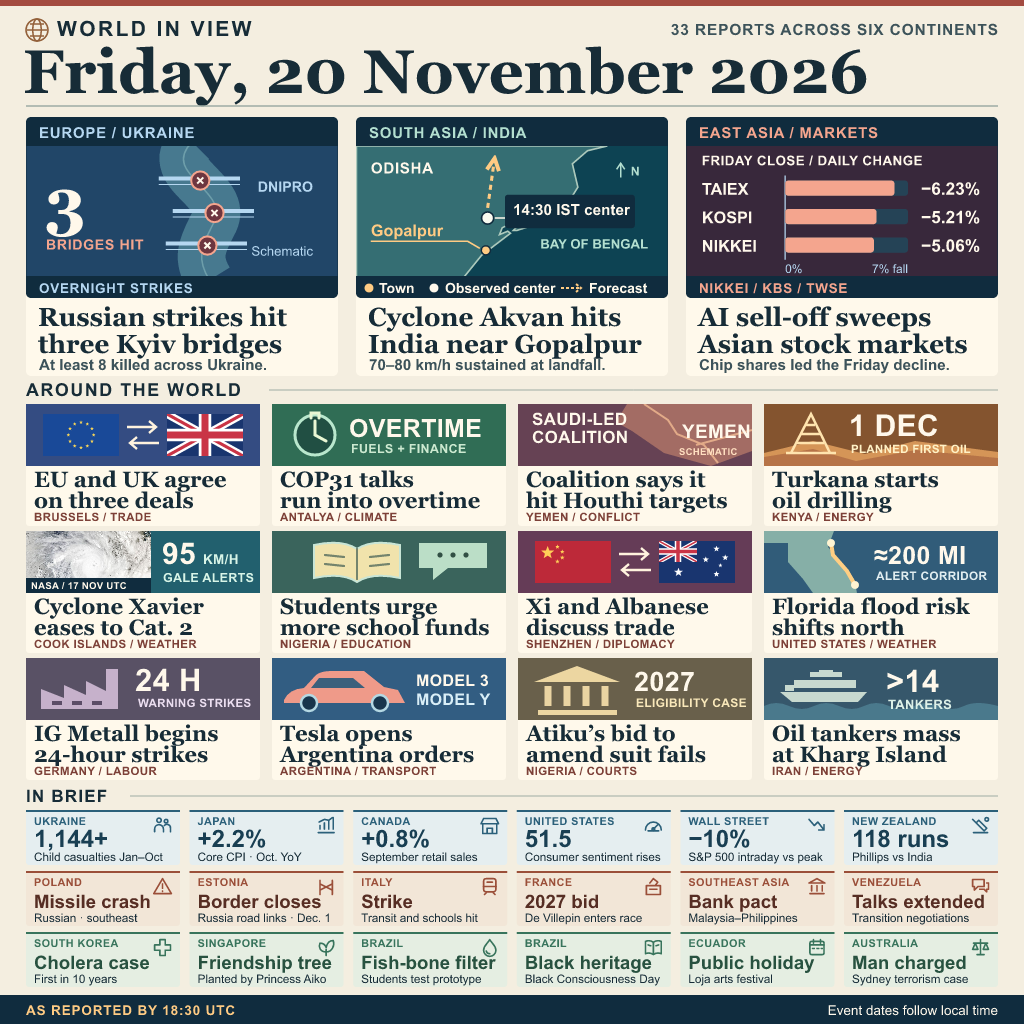 WORLD IN VIEW
33 REPORTS ACROSS SIX CONTINENTS
Friday, 20 November 2026
EUROPE / UKRAINE
3
BRIDGES HIT
DNIPRO
Schematic
OVERNIGHT STRIKES
Russian strikes hit
three Kyiv bridges
At least 8 killed across Ukraine.
SOUTH ASIA / INDIA
ODISHA
N
14:30 IST center
Gopalpur
BAY OF BENGAL
Town
Observed center
Forecast
Cyclone Akvan hits
India near Gopalpur
70–80 km/h sustained at landfall.
EAST ASIA / MARKETS
FRIDAY CLOSE / DAILY CHANGE
TAIEX
−6.23%
KOSPI
−5.21%
NIKKEI
−5.06%
0%
7% fall
NIKKEI / KBS / TWSE
AI sell-off sweeps
Asian stock markets
Chip shares led the Friday decline.
AROUND THE WORLD
EU and UK agree
on three deals
BRUSSELS / TRADE
OVERTIME
FUELS + FINANCE
COP31 talks
run into overtime
ANTALYA / CLIMATE
SAUDI-LED
COALITION
YEMEN
SCHEMATIC
Coalition says it
hit Houthi targets
YEMEN / CONFLICT
1 DEC
PLANNED FIRST OIL
Turkana starts
oil drilling
KENYA / ENERGY
NASA / 17 NOV UTC
95 KM/H
GALE ALERTS
Cyclone Xavier
eases to Cat. 2
COOK ISLANDS / WEATHER
Students urge
more school funds
NIGERIA / EDUCATION
Xi and Albanese
discuss trade
SHENZHEN / DIPLOMACY
≈200 MI
ALERT CORRIDOR
Florida flood risk
shifts north
UNITED STATES / WEATHER
24 H
WARNING STRIKES
IG Metall begins
24-hour strikes
GERMANY / LABOUR
MODEL 3
MODEL Y
Tesla opens
Argentina orders
ARGENTINA / TRANSPORT
2027
ELIGIBILITY CASE
Atiku’s bid to
amend suit fails
NIGERIA / COURTS
>14
TANKERS
Oil tankers mass
at Kharg Island
IRAN / ENERGY
IN BRIEF
UKRAINE
1,144+
Child casualties Jan–Oct
JAPAN
+2.2%
Core CPI · Oct. YoY
CANADA
+0.8%
September retail sales
UNITED STATES
51.5
Consumer sentiment rises
WALL STREET
−10%
S&P 500 intraday vs peak
NEW ZEALAND
118 runs
Phillips vs India
POLAND
Missile crash
Russian · southeast
ESTONIA
Border closes
Russia road links · Dec. 1
ITALY
Strike
Transit and schools hit
FRANCE
2027 bid
De Villepin enters race
SOUTHEAST ASIA
Bank pact
Malaysia–Philippines
VENEZUELA
Talks extended
Transition negotiations
SOUTH KOREA
Cholera case
First in 10 years
SINGAPORE
Friendship tree
Planted by Princess Aiko
BRAZIL
Fish-bone filter
Students test prototype
BRAZIL
Black heritage
Black Consciousness Day
ECUADOR
Public holiday
Loja arts festival
AUSTRALIA
Man charged
Sydney terrorism case
AS REPORTED BY 18:30 UTC
Event dates follow local time